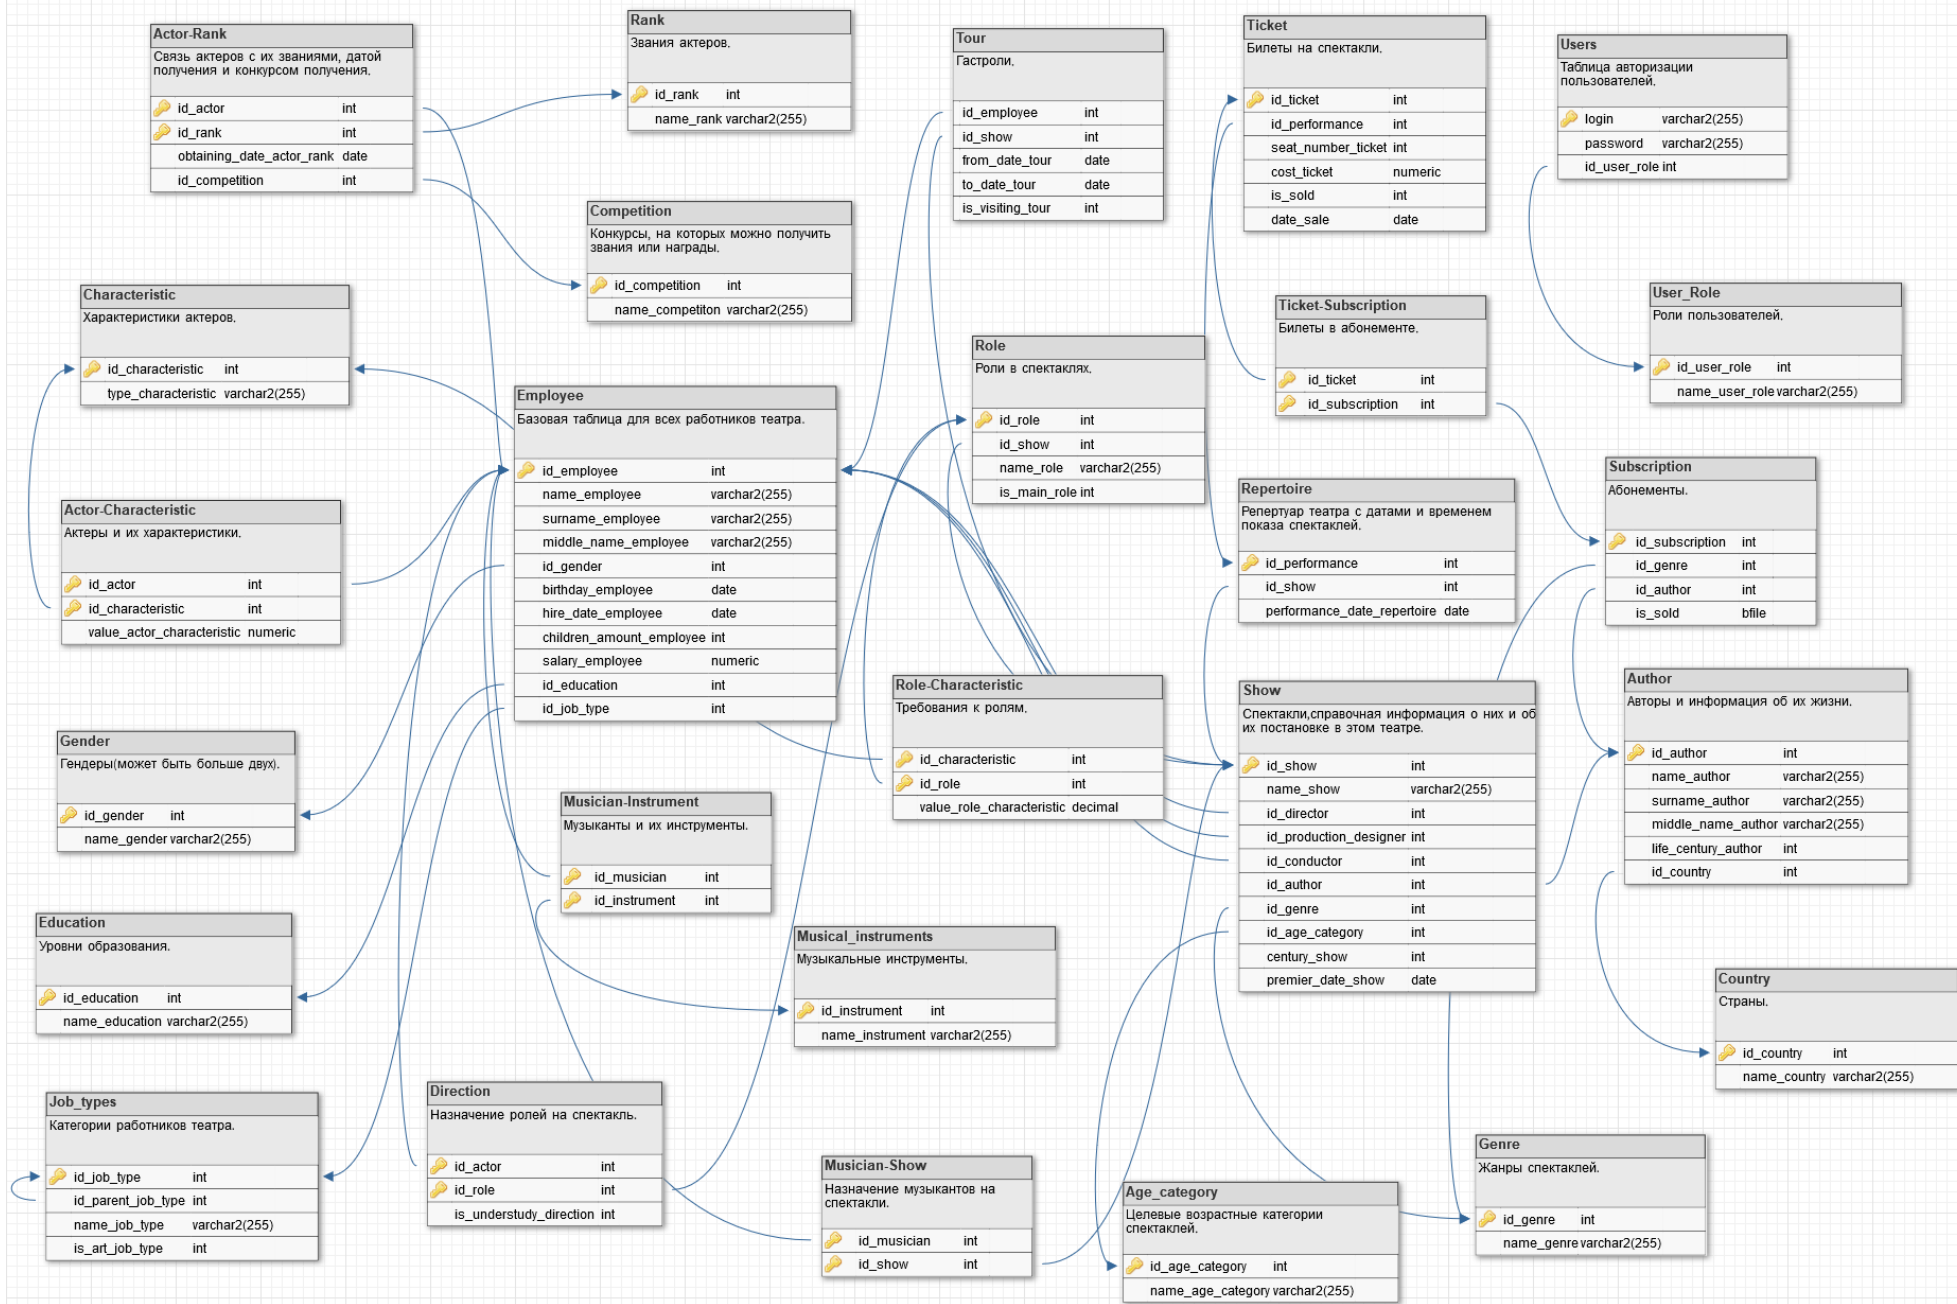 Actor-Rank
Связь актеров с их званиями, датой
получения и конкурсом получения.
id_actor int
id_rank int
obtaining_date_actor_rank date
id_competition int
Rank
Звания актеров.
id_rank int
name_rank varchar2(255)
Tour
Гастроли.
id_employee int
id_show int
from_date_tour date
to_date_tour date
is_visiting_tour int
Ticket
Билеты на спектакли.
id_ticket int
id_performance int
seat_number_ticket int
cost_ticket numeric
is_sold int
date_sale date
Users
Таблица авторизации
пользователей.
login varchar2(255)
password varchar2(255)
id_user_role int
Competition
Конкурсы, на которых можно получить
звания или награды.
id_competition int
name_competiton varchar2(255)
Characteristic
Характеристики актеров.
id_characteristic int
type_characteristic varchar2(255)
Role
Роли в спектаклях.
id_role int
id_show int
name_role varchar2(255)
is_main_role int
Ticket-Subscription
Билеты в абонементе.
id_ticket int
id_subscription int
User_Role
Роли пользователей.
id_user_role int
name_user_role varchar2(255)
Employee
Базовая таблица для всех работников театра.
id_employee int
name_employee varchar2(255)
surname_employee varchar2(255)
middle_name_employee varchar2(255)
id_gender int
birthday_employee date
hire_date_employee date
children_amount_employee int
salary_employee numeric
id_education int
id_job_type int
Actor-Characteristic
Актеры и их характеристики.
id_actor int
id_characteristic int
value_actor_characteristic numeric
Repertoire
Репертуар театра с датами и временем
показа спектаклей.
id_performance int
id_show int
performance_date_repertoire date
Subscription
Абонементы.
id_subscription int
id_genre int
id_author int
is_sold bfile
Role-Characteristic
Требования к ролям.
id_characteristic int
id_role int
value_role_characteristic decimal
Show
Спектакли,справочная информация о них и об
их постановке в этом театре.
id_show int
name_show varchar2(255)
id_director int
id_production_designer int
id_conductor int
id_author int
id_genre int
id_age_category int
century_show int
premier_date_show date
Author
Авторы и информация об их жизни.
id_author int
name_author varchar2(255)
surname_author varchar2(255)
middle_name_author varchar2(255)
life_century_author int
id_country int
Gender
Гендеры(может быть больше двух).
id_gender int
name_gender varchar2(255)
Musician-Instrument
Музыканты и их инструменты.
id_musician int
id_instrument int
Education
Уровни образования.
id_education int
name_education varchar2(255)
Musical_instruments
Музыкальные инструменты.
id_instrument int
name_instrument varchar2(255)
Country
Страны.
id_country int
name_country varchar2(255)
Job_types
Категории работников театра.
id_job_type int
id_parent_job_type int
name_job_type varchar2(255)
is_art_job_type int
Direction
Назначение ролей на спектакль.
id_actor int
id_role int
is_understudy_direction int
Musician-Show
Назначение музыкантов на
спектакли.
id_musician int
id_show int
Age_category
Целевые возрастные категории
спектаклей.
id_age_category int
name_age_category varchar2(255)
Genre
Жанры спектаклей.
id_genre int
name_genre varchar2(255)